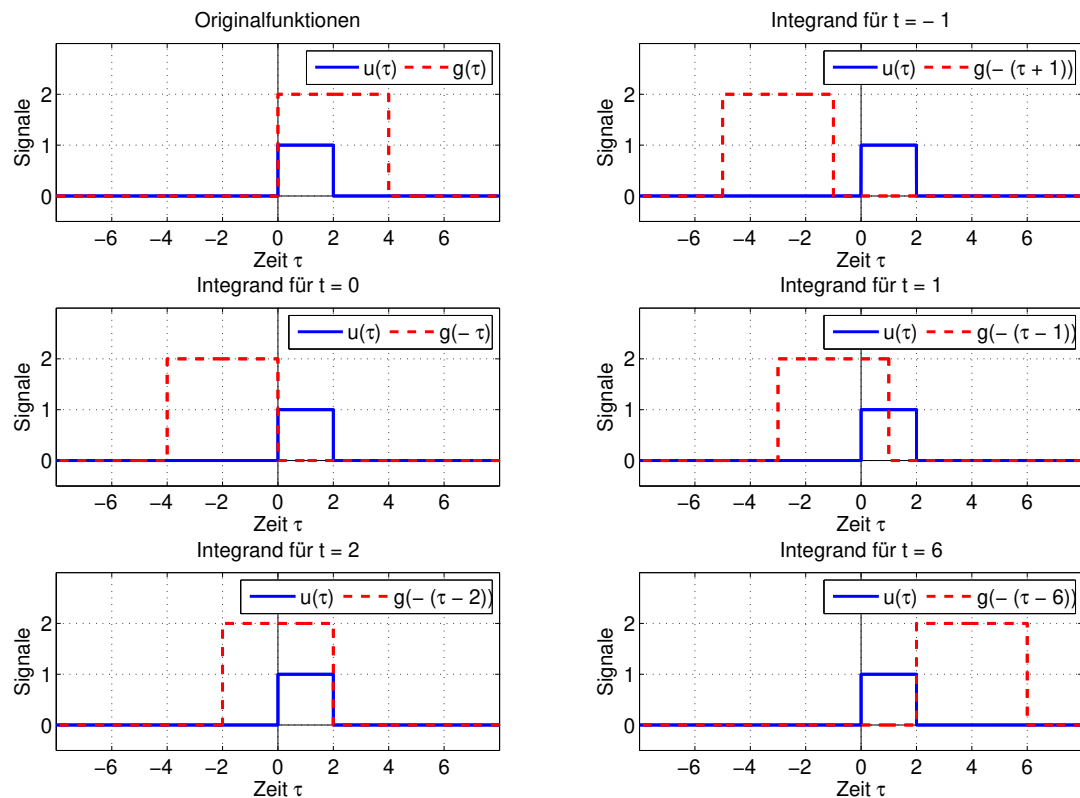 Originalfunktionen
u(τ) g(τ)
Signale
2
1
0
−6 −4 −2 0 2 4 6
Zeit τ
Integrand für t = − 1
u(τ) g(− (τ + 1))
Signale
2
1
0
−6 −4 −2 0 2 4 6
Zeit τ
Integrand für t = 0
u(τ) g(− τ)
Signale
2
1
0
−6 −4 −2 0 2 4 6
Zeit τ
Integrand für t = 1
u(τ) g(− (τ − 1))
Signale
2
1
0
−6 −4 −2 0 2 4 6
Zeit τ
Integrand für t = 2
u(τ) g(− (τ − 2))
Signale
2
1
0
−6 −4 −2 0 2 4 6
Zeit τ
Integrand für t = 6
u(τ) g(− (τ − 6))
Signale
2
1
0
−6 −4 −2 0 2 4 6
Zeit τ